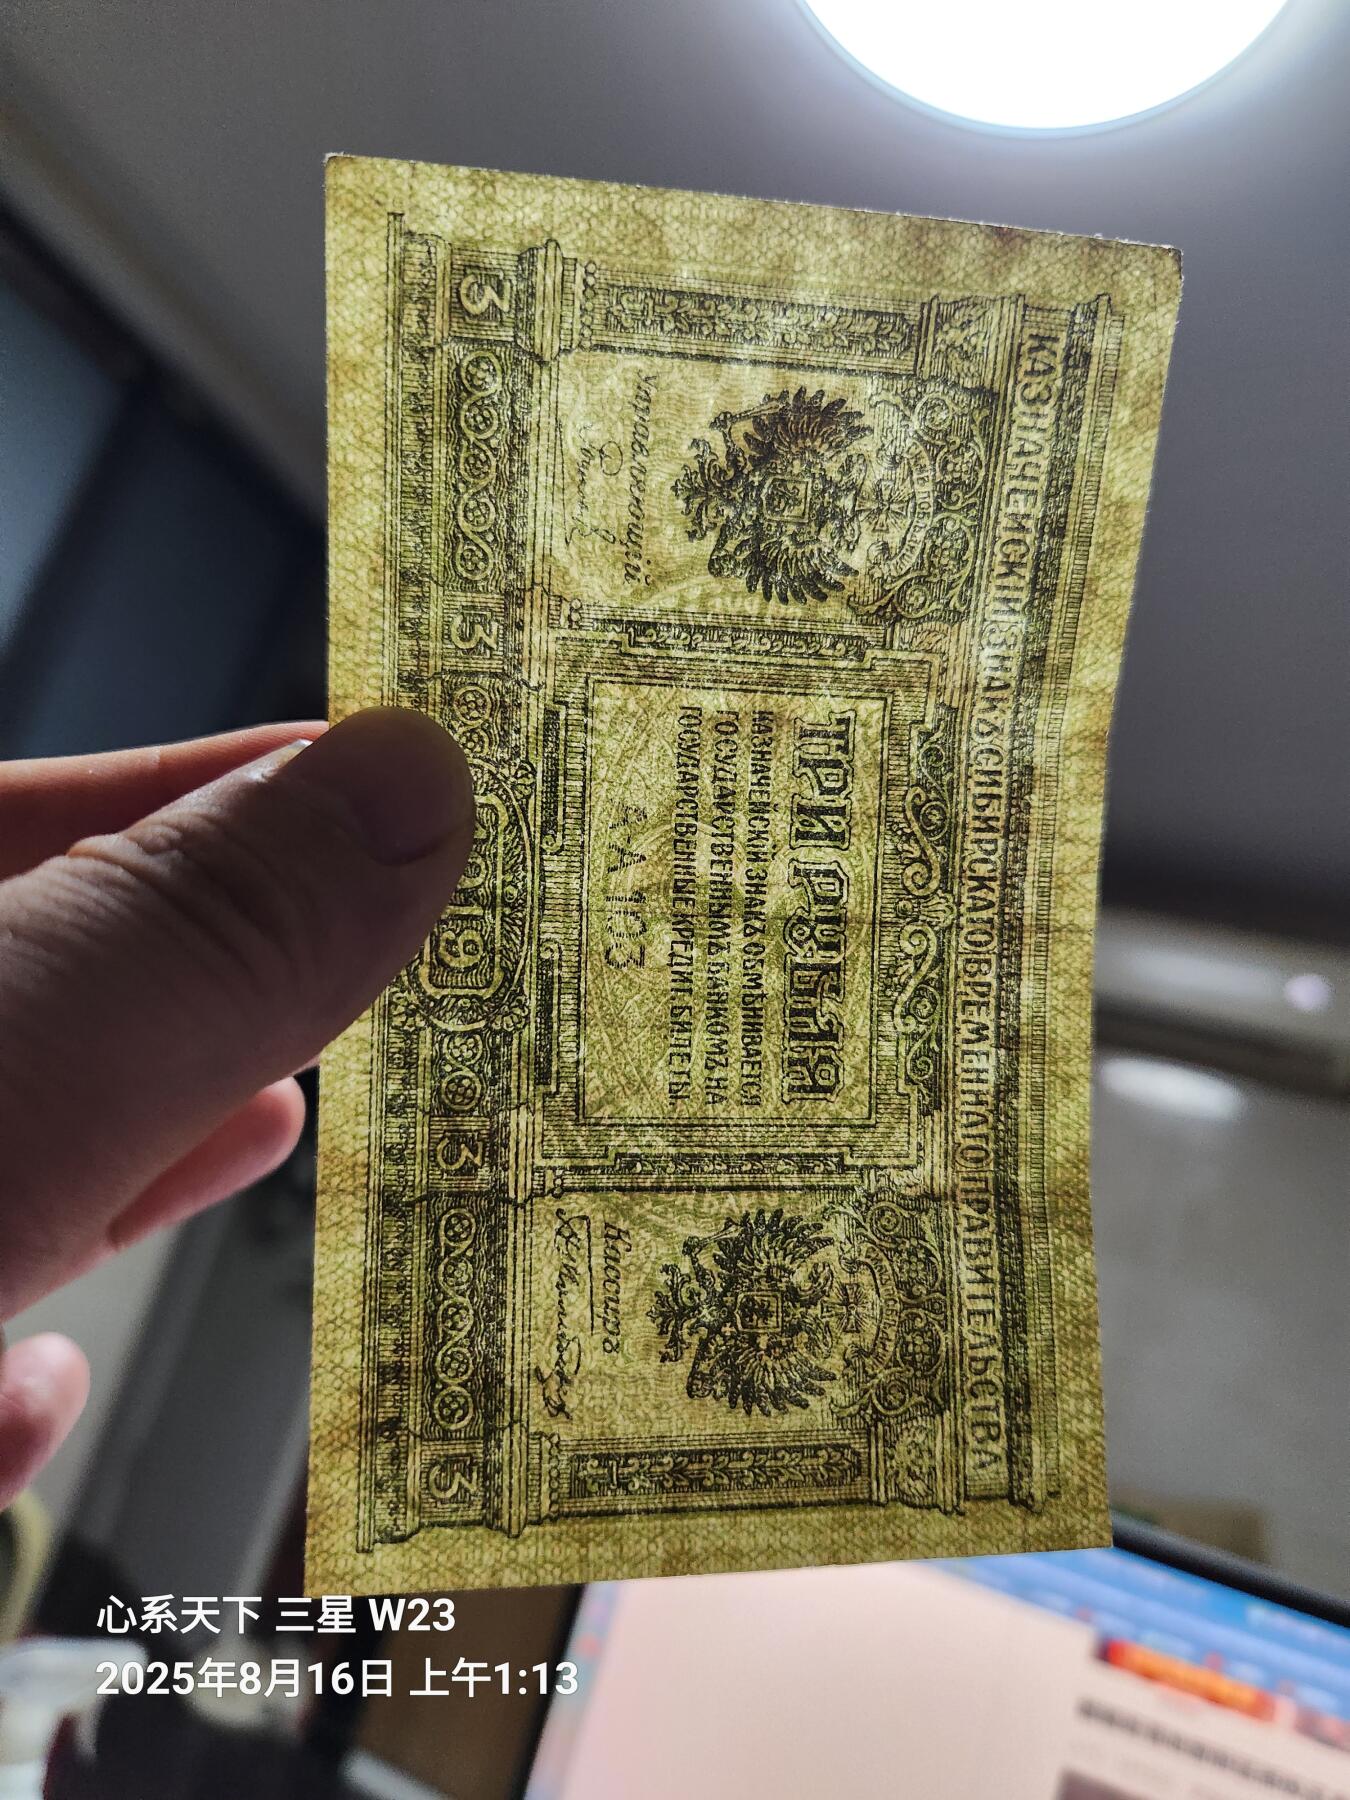 КАЗНАЧЕЙСКІЙ ЗНАКЪ СИБИРСКАГО ВРЕМЕННАГО ПРАВИТЕЛЬСТВА
ТРИ РУБЛЯ
КАЗНАЧЕЙСКІЙ ЗНАКЪ ОБМѢНИВАЕТСЯ
ГОСУДАРСТВЕННЫМЪ БАНКОМЪ НА
ГОСУДАРСТВЕННЫЕ КРЕДИТ. БИЛЕТЫ.
Управляющій
Кассиръ
А А 103
3
3
1919
3
3
心系天下 三星 W23
2025年8月16日 上午1:13